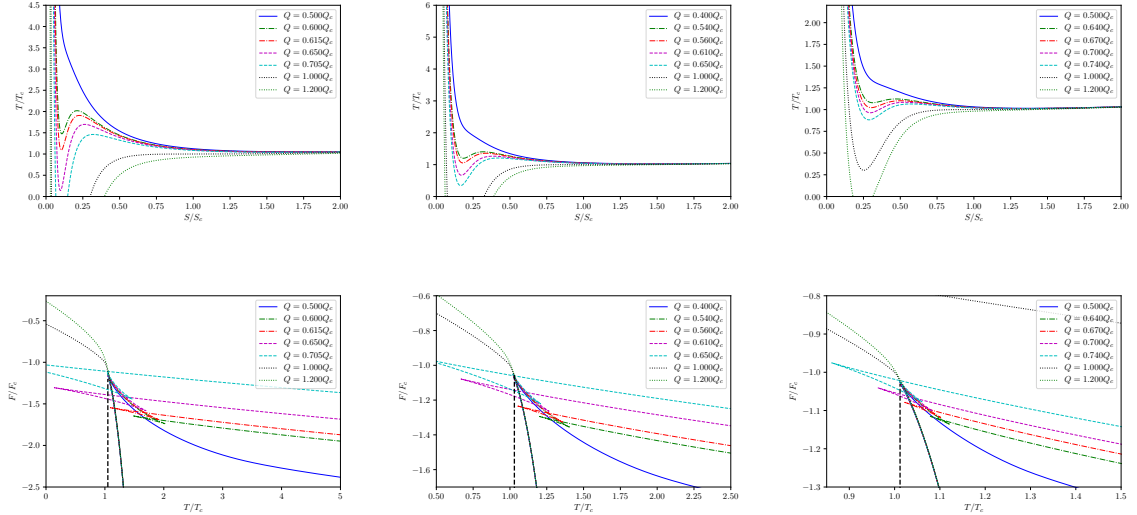 4.5
4.0
3.5
3.0
2.5
2.0
1.5
1.0
0.5
0.0
T/T_c
0.00 0.25 0.50 0.75 1.00 1.25 1.50 1.75 2.00
S/S_c
Q = 0.500Q_c
Q = 0.600Q_c
Q = 0.615Q_c
Q = 0.650Q_c
Q = 0.705Q_c
Q = 1.000Q_c
Q = 1.200Q_c
6
5
4
3
2
1
0
T/T_c
0.00 0.25 0.50 0.75 1.00 1.25 1.50 1.75 2.00
S/S_c
Q = 0.400Q_c
Q = 0.540Q_c
Q = 0.560Q_c
Q = 0.610Q_c
Q = 0.650Q_c
Q = 1.000Q_c
Q = 1.200Q_c
2.00
1.75
1.50
1.25
1.00
0.75
0.50
0.25
0.00
T/T_c
0.00 0.25 0.50 0.75 1.00 1.25 1.50 1.75 2.00
S/S_c
Q = 0.500Q_c
Q = 0.640Q_c
Q = 0.670Q_c
Q = 0.700Q_c
Q = 0.740Q_c
Q = 1.000Q_c
Q = 1.200Q_c
−0.5
−1.0
−1.5
−2.0
−2.5
F/F_c
0 1 2 3 4 5
T/T_c
Q = 0.500Q_c
Q = 0.600Q_c
Q = 0.615Q_c
Q = 0.650Q_c
Q = 0.705Q_c
Q = 1.000Q_c
Q = 1.200Q_c
−0.6
−0.8
−1.0
−1.2
−1.4
−1.6
F/F_c
0.50 0.75 1.00 1.25 1.50 1.75 2.00 2.25 2.50
T/T_c
Q = 0.400Q_c
Q = 0.540Q_c
Q = 0.560Q_c
Q = 0.610Q_c
Q = 0.650Q_c
Q = 1.000Q_c
Q = 1.200Q_c
−0.8
−0.9
−1.0
−1.1
−1.2
−1.3
F/F_c
0.9 1.0 1.1 1.2 1.3 1.4 1.5
T/T_c
Q = 0.500Q_c
Q = 0.640Q_c
Q = 0.670Q_c
Q = 0.700Q_c
Q = 0.740Q_c
Q = 1.000Q_c
Q = 1.200Q_c